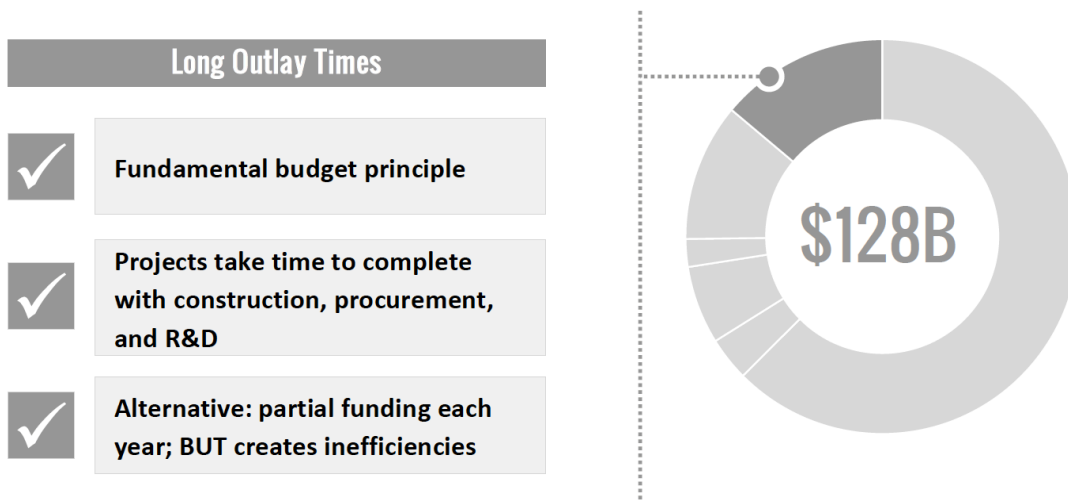 Long Outlay Times
Fundamental budget principle
Projects take time to complete
with construction, procurement,
and R&D
Alternative: partial funding each
year; BUT creates inefficiencies
$128B